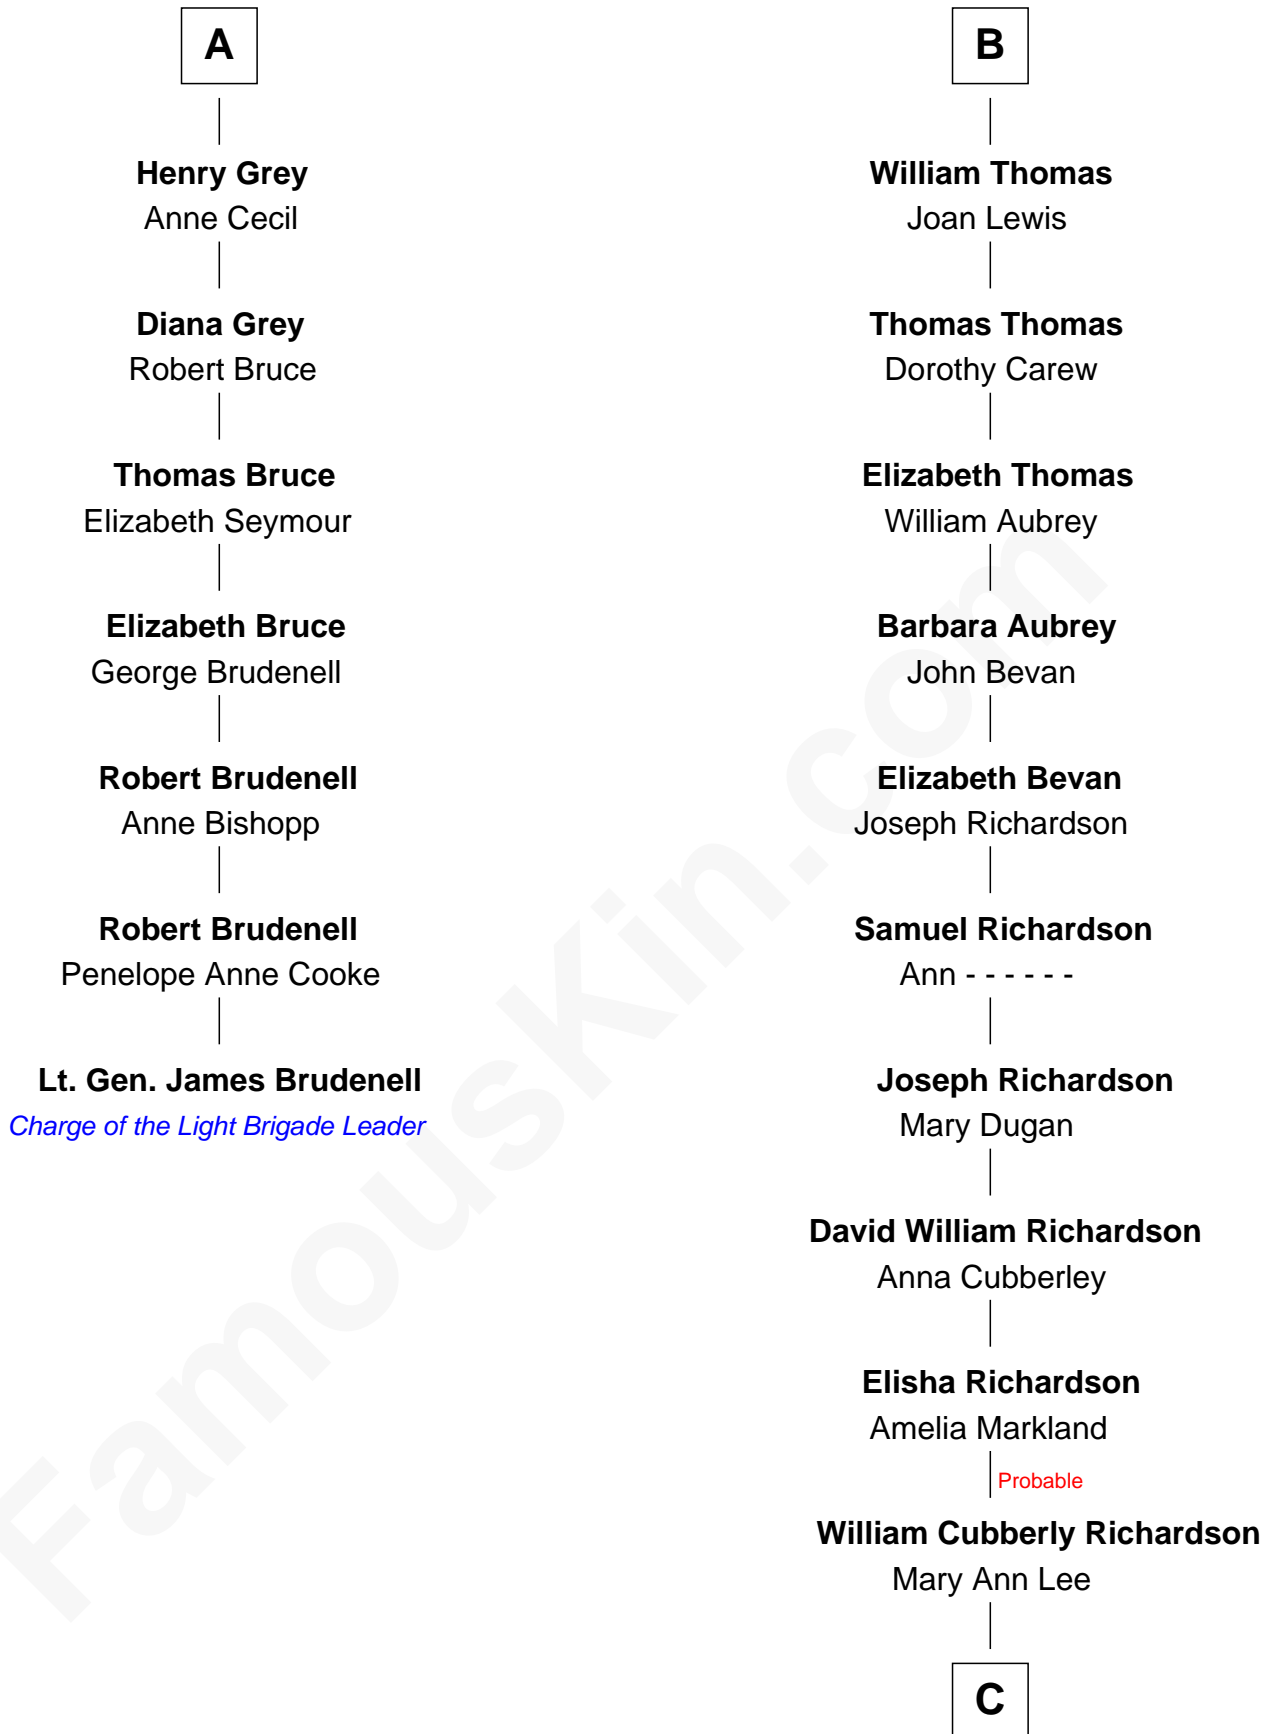 A
Henry Grey
Anne Cecil
Diana Grey
Robert Bruce
Thomas Bruce
Elizabeth Seymour
Elizabeth Bruce
George Brudenell
Robert Brudenell
Anne Bishopp
Robert Brudenell
Penelope Anne Cooke
Lt. Gen. James Brudenell
Charge of the Light Brigade Leader
B
William Thomas
Joan Lewis
Thomas Thomas
Dorothy Carew
Elizabeth Thomas
William Aubrey
Barbara Aubrey
John Bevan
Elizabeth Bevan
Joseph Richardson
Samuel Richardson
Ann - - - - - -
Joseph Richardson
Mary Dugan
David William Richardson
Anna Cubberley
Elisha Richardson
Amelia Markland
Probable
William Cubberly Richardson
Mary Ann Lee
C
FamousKin.com